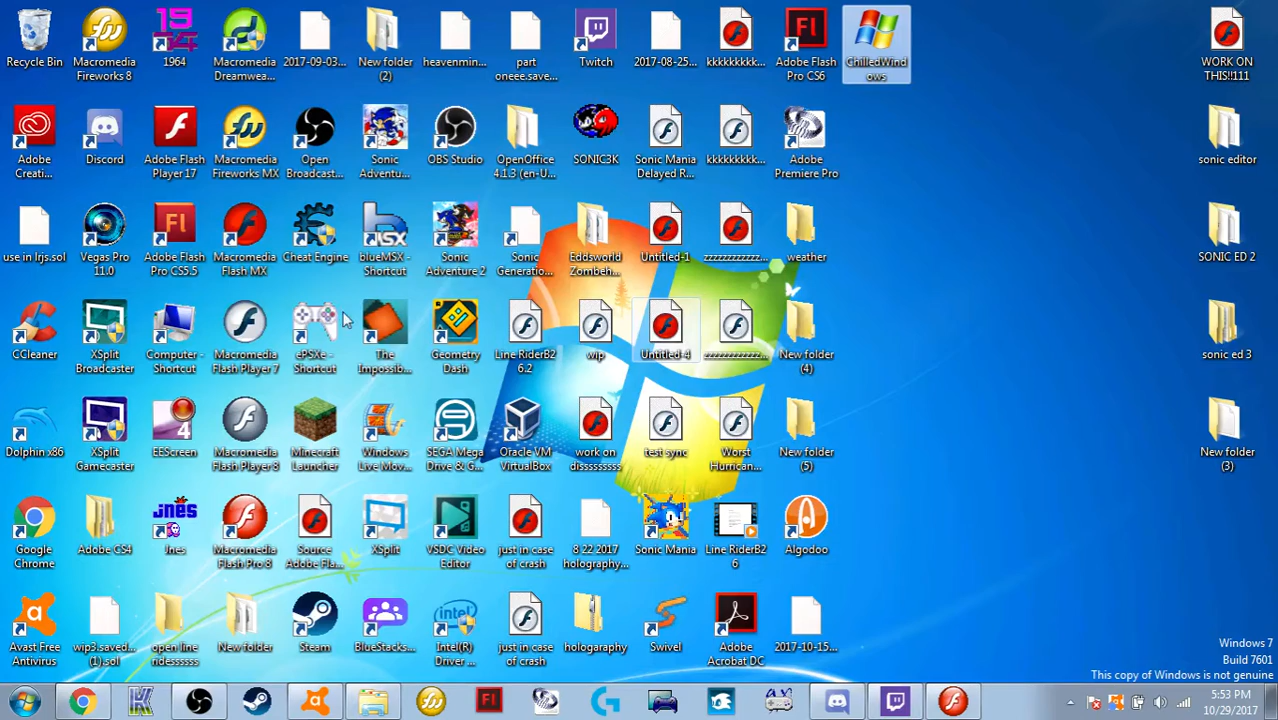 Recycle Bin
Macromedia
Fireworks 8
1964
Macromedia
Dreamwea...
2017-09-03...
New folder
(2)
heavenmin...
part
oneee.save...
Twitch
2017-08-25...
kkkkkkkkk...
Adobe Flash
Pro CS6
ChilledWind
ows
WORK ON
THIS!!111
Adobe
Creati...
Discord
Adobe Flash
Player 17
Macromedia
Fireworks MX
Open
Broadcast...
Sonic
Adventu...
OBS Studio
OpenOffice
4.1.3 (en-U...
SONIC3K
Sonic Mania
Delayed R...
kkkkkkkkk...
Adobe
Premiere Pro
sonic editor
use in lrjs.sol
Vegas Pro
11.0
Adobe Flash
Pro CS5.5
Macromedia
Flash MX
Cheat Engine
blueMSX -
Shortcut
Sonic
Adventure 2
Sonic
Generatio...
Eddsworld
Zombeh...
Untitled-1
zzzzzzzzzzzz...
weather
SONIC ED 2
CCleaner
XSplit
Broadcaster
Computer -
Shortcut
Macromedia
Flash Player 7
ePSXe -
Shortcut
The
Impossib...
Geometry
Dash
Line RiderB2
6.2
wip
Untitled-4
zzzzzzzzzzzz...
New folder
(4)
sonic ed 3
Dolphin x86
XSplit
Gamecaster
EEScreen
Macromedia
Flash Player 8
Minecraft
Launcher
Windows
Live Mov...
SEGA Mega
Drive & G...
Oracle VM
VirtualBox
work on
disssssssss
test sync
Worst
Hurrican...
New folder
(5)
New folder
(3)
Google
Chrome
Adobe CS4
Jnes
Macromedia
Flash Pro 8
Source
Adobe Fla...
XSplit
VSDC Video
Editor
just in case
of crash
8 22 2017
holography...
Sonic Mania
Line RiderB2
6
Algodoo
Avast Free
Antivirus
wip3.saved...
(1).sol
open line
ridesssssss
New folder
Steam
BlueStacks...
Intel(R)
Driver ...
just in case
of crash
holograraphy
Swivel
Adobe
Acrobat DC
2017-10-15...
Windows 7
Build 7601
This copy of Windows is not genuine
5:53 PM
10/29/2017